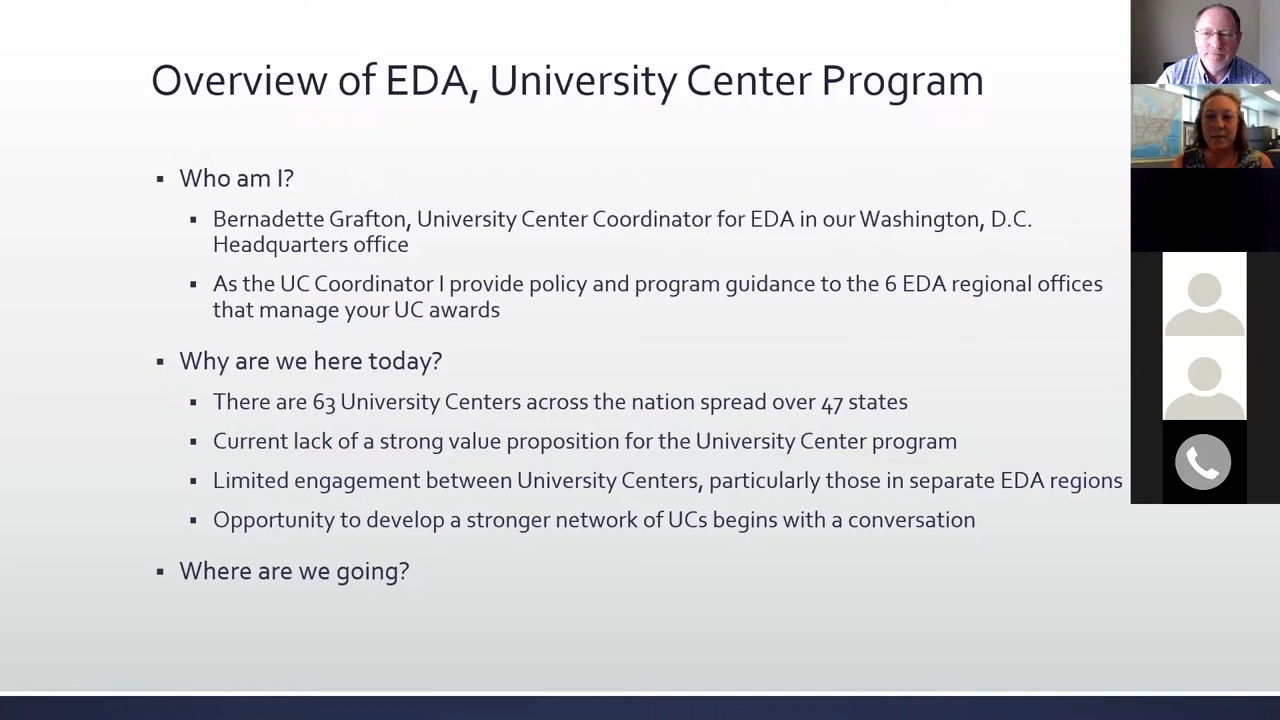 Overview of EDA, University Center Program
▪ Who am I?
▪ Bernadette Grafton, University Center Coordinator for EDA in our Washington, D.C.
Headquarters office
▪ As the UC Coordinator I provide policy and program guidance to the 6 EDA regional offices
that manage your UC awards
▪ Why are we here today?
▪ There are 63 University Centers across the nation spread over 47 states
▪ Current lack of a strong value proposition for the University Center program
▪ Limited engagement between University Centers, particularly those in separate EDA regions
▪ Opportunity to develop a stronger network of UCs begins with a conversation
▪ Where are we going?